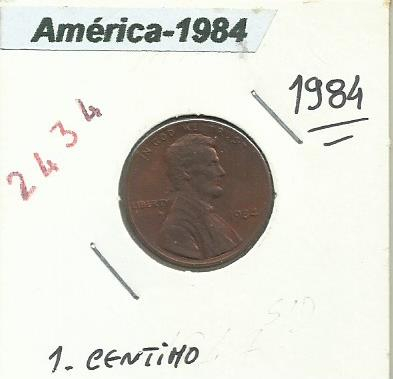 América-1984
1984
2434
IN GOD WE TRUST
LIBERTY
1984
1. CENTIMO